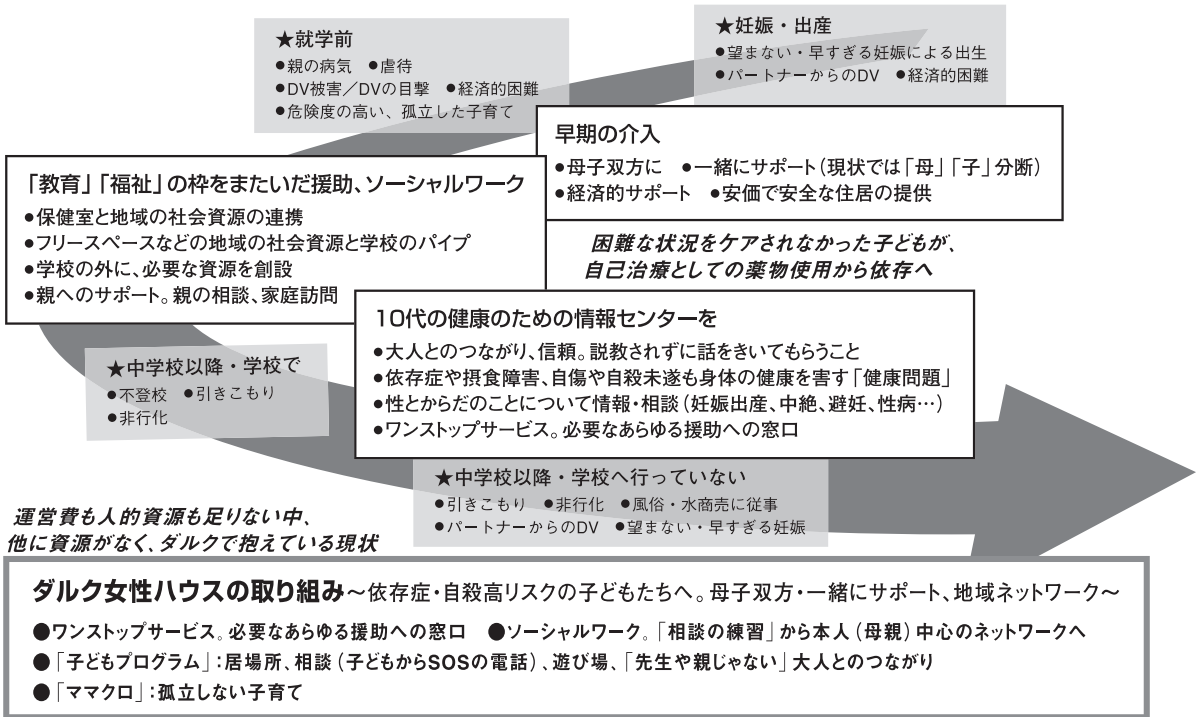 ★就学前
●親の病気　●虐待
●DV被害／DVの目撃　●経済的困難
●危険度の高い、孤立した子育て
★妊娠・出産
●望まない・早すぎる妊娠による出生
●パートナーからのDV　●経済的困難
早期の介入
●母子双方に　●一緒にサポート（現状では「母」「子」分断）
●経済的サポート　●安価で安全な住居の提供
「教育」「福祉」の枠をまたいだ援助、ソーシャルワーク
●保健室と地域の社会資源の連携
●フリースペースなどの地域の社会資源と学校のパイプ
●学校の外に、必要な資源を創設
●親へのサポート。親の相談、家庭訪問
困難な状況をケアされなかった子どもが、
自己治療としての薬物使用から依存へ
10代の健康のための情報センターを
●大人とのつながり、信頼。説教されずに話をきいてもらうこと
●依存症や摂食障害、自傷や自殺未遂も身体の健康を害す「健康問題」
●性とからだのことについて情報・相談（妊娠出産、中絶、避妊、性病…）
●ワンストップサービス。必要なあらゆる援助への窓口
★中学校以降・学校で
●不登校　●引きこもり
●非行化
★中学校以降・学校へ行っていない
●引きこもり　●非行化　●風俗・水商売に従事
●パートナーからのDV　●望まない・早すぎる妊娠
運営費も人的資源も足りない中、
他に資源がなく、ダルクで抱えている現状
ダルク女性ハウスの取り組み～依存症・自殺高リスクの子どもたちへ。母子双方・一緒にサポート、地域ネットワーク～
●ワンストップサービス。必要なあらゆる援助への窓口　●ソーシャルワーク。「相談の練習」から本人（母親）中心のネットワークへ
●「子どもプログラム」：居場所、相談（子どもからSOSの電話）、遊び場、「先生や親じゃない」大人とのつながり
●「ママクロ」：孤立しない子育て